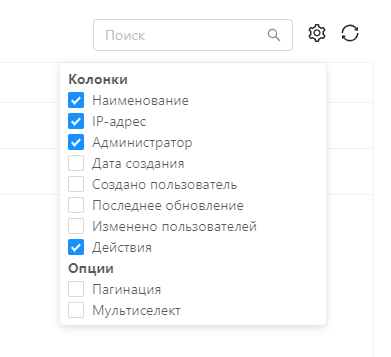 Поиск
Колонки
Наименование
IP-адрес
Администратор
Дата создания
Создано пользователь
Последнее обновление
Изменено пользователей
Действия
Опции
Пагинация
Мультиселект